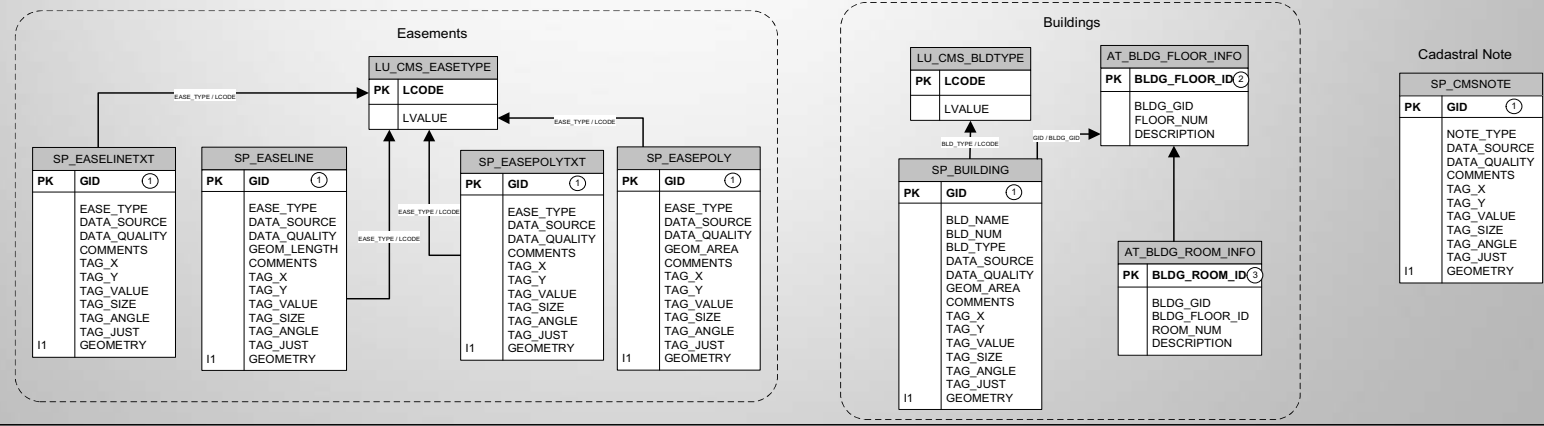 Easements
LU_CMS_EASETYPE
PK LCODE
LVALUE
EASE_TYPE / LCODE
EASE_TYPE / LCODE
EASE_TYPE / LCODE
EASE_TYPE / LCODE
SP_EASELINETXT
PK GID 1
EASE_TYPE
DATA_SOURCE
DATA_QUALITY
COMMENTS
TAG_X
TAG_Y
TAG_VALUE
TAG_SIZE
TAG_ANGLE
TAG_JUST
I1 GEOMETRY
SP_EASELINE
PK GID 1
EASE_TYPE
DATA_SOURCE
DATA_QUALITY
GEOM_LENGTH
COMMENTS
TAG_X
TAG_Y
TAG_VALUE
TAG_SIZE
TAG_ANGLE
TAG_JUST
I1 GEOMETRY
SP_EASEPOLYTXT
PK GID 1
EASE_TYPE
DATA_SOURCE
DATA_QUALITY
COMMENTS
TAG_X
TAG_Y
TAG_VALUE
TAG_SIZE
TAG_ANGLE
TAG_JUST
I1 GEOMETRY
SP_EASEPOLY
PK GID 1
EASE_TYPE
DATA_SOURCE
DATA_QUALITY
GEOM_AREA
COMMENTS
TAG_X
TAG_Y
TAG_VALUE
TAG_SIZE
TAG_ANGLE
TAG_JUST
I1 GEOMETRY
Buildings
LU_CMS_BLDTYPE
PK LCODE
LVALUE
BLD_TYPE / LCODE
GID / BLDG_GID
AT_BLDG_FLOOR_INFO
PK BLDG_FLOOR_ID 2
BLDG_GID
FLOOR_NUM
DESCRIPTION
SP_BUILDING
PK GID 1
BLD_NAME
BLD_NUM
BLD_TYPE
DATA_SOURCE
DATA_QUALITY
GEOM_AREA
COMMENTS
TAG_X
TAG_Y
TAG_VALUE
TAG_SIZE
TAG_ANGLE
TAG_JUST
I1 GEOMETRY
AT_BLDG_ROOM_INFO
PK BLDG_ROOM_ID 3
BLDG_GID
BLDG_FLOOR_ID
ROOM_NUM
DESCRIPTION
Cadastral Note
SP_CMSNOTE
PK GID 1
NOTE_TYPE
DATA_SOURCE
DATA_QUALITY
COMMENTS
TAG_X
TAG_Y
TAG_VALUE
TAG_SIZE
TAG_ANGLE
TAG_JUST
I1 GEOMETRY